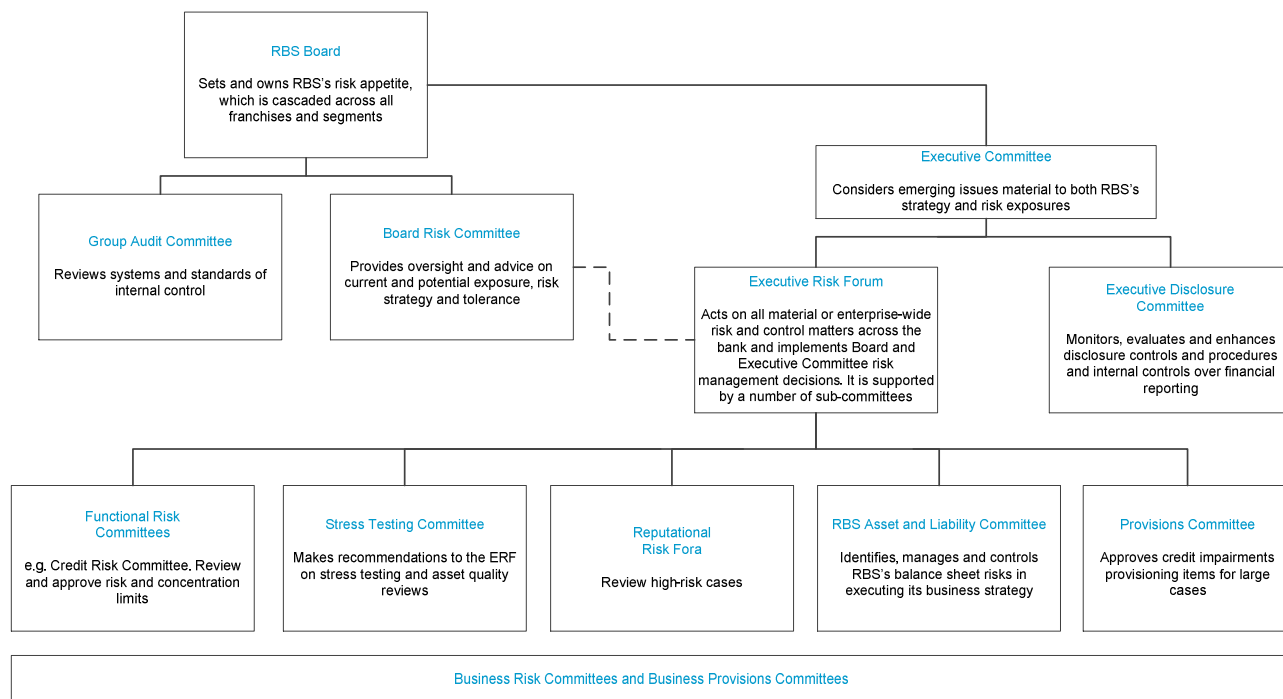 RBS Board
Sets and owns RBS's risk appetite,
which is cascaded across all
franchises and segments
Executive Committee
Considers emerging issues material to both RBS's
strategy and risk exposures
Group Audit Committee
Reviews systems and standards of
internal control
Board Risk Committee
Provides oversight and advice on
current and potential exposure, risk
strategy and tolerance
Executive Risk Forum
Acts on all material or enterprise-wide
risk and control matters across
the bank and implements Board and
Executive Committee risk
management decisions. It is supported
by a number of sub-committees
Executive Disclosure
Committee
Monitors, evaluates and enhances
disclosure controls and procedures
and internal controls over financial
reporting
Functional Risk
Committees
e.g. Credit Risk Committee. Review
and approve risk and concentration
limits
Stress Testing Committee
Makes recommendations to the ERF
on stress testing and asset quality
reviews
Reputational
Risk Fora
Review high-risk cases
RBS Asset and Liability Committee
Identifies, manages and controls
RBS's balance sheet risks in
executing its business strategy
Provisions Committee
Approves credit impairments
provisioning items for large
cases
Business Risk Committees and Business Provisions Committees